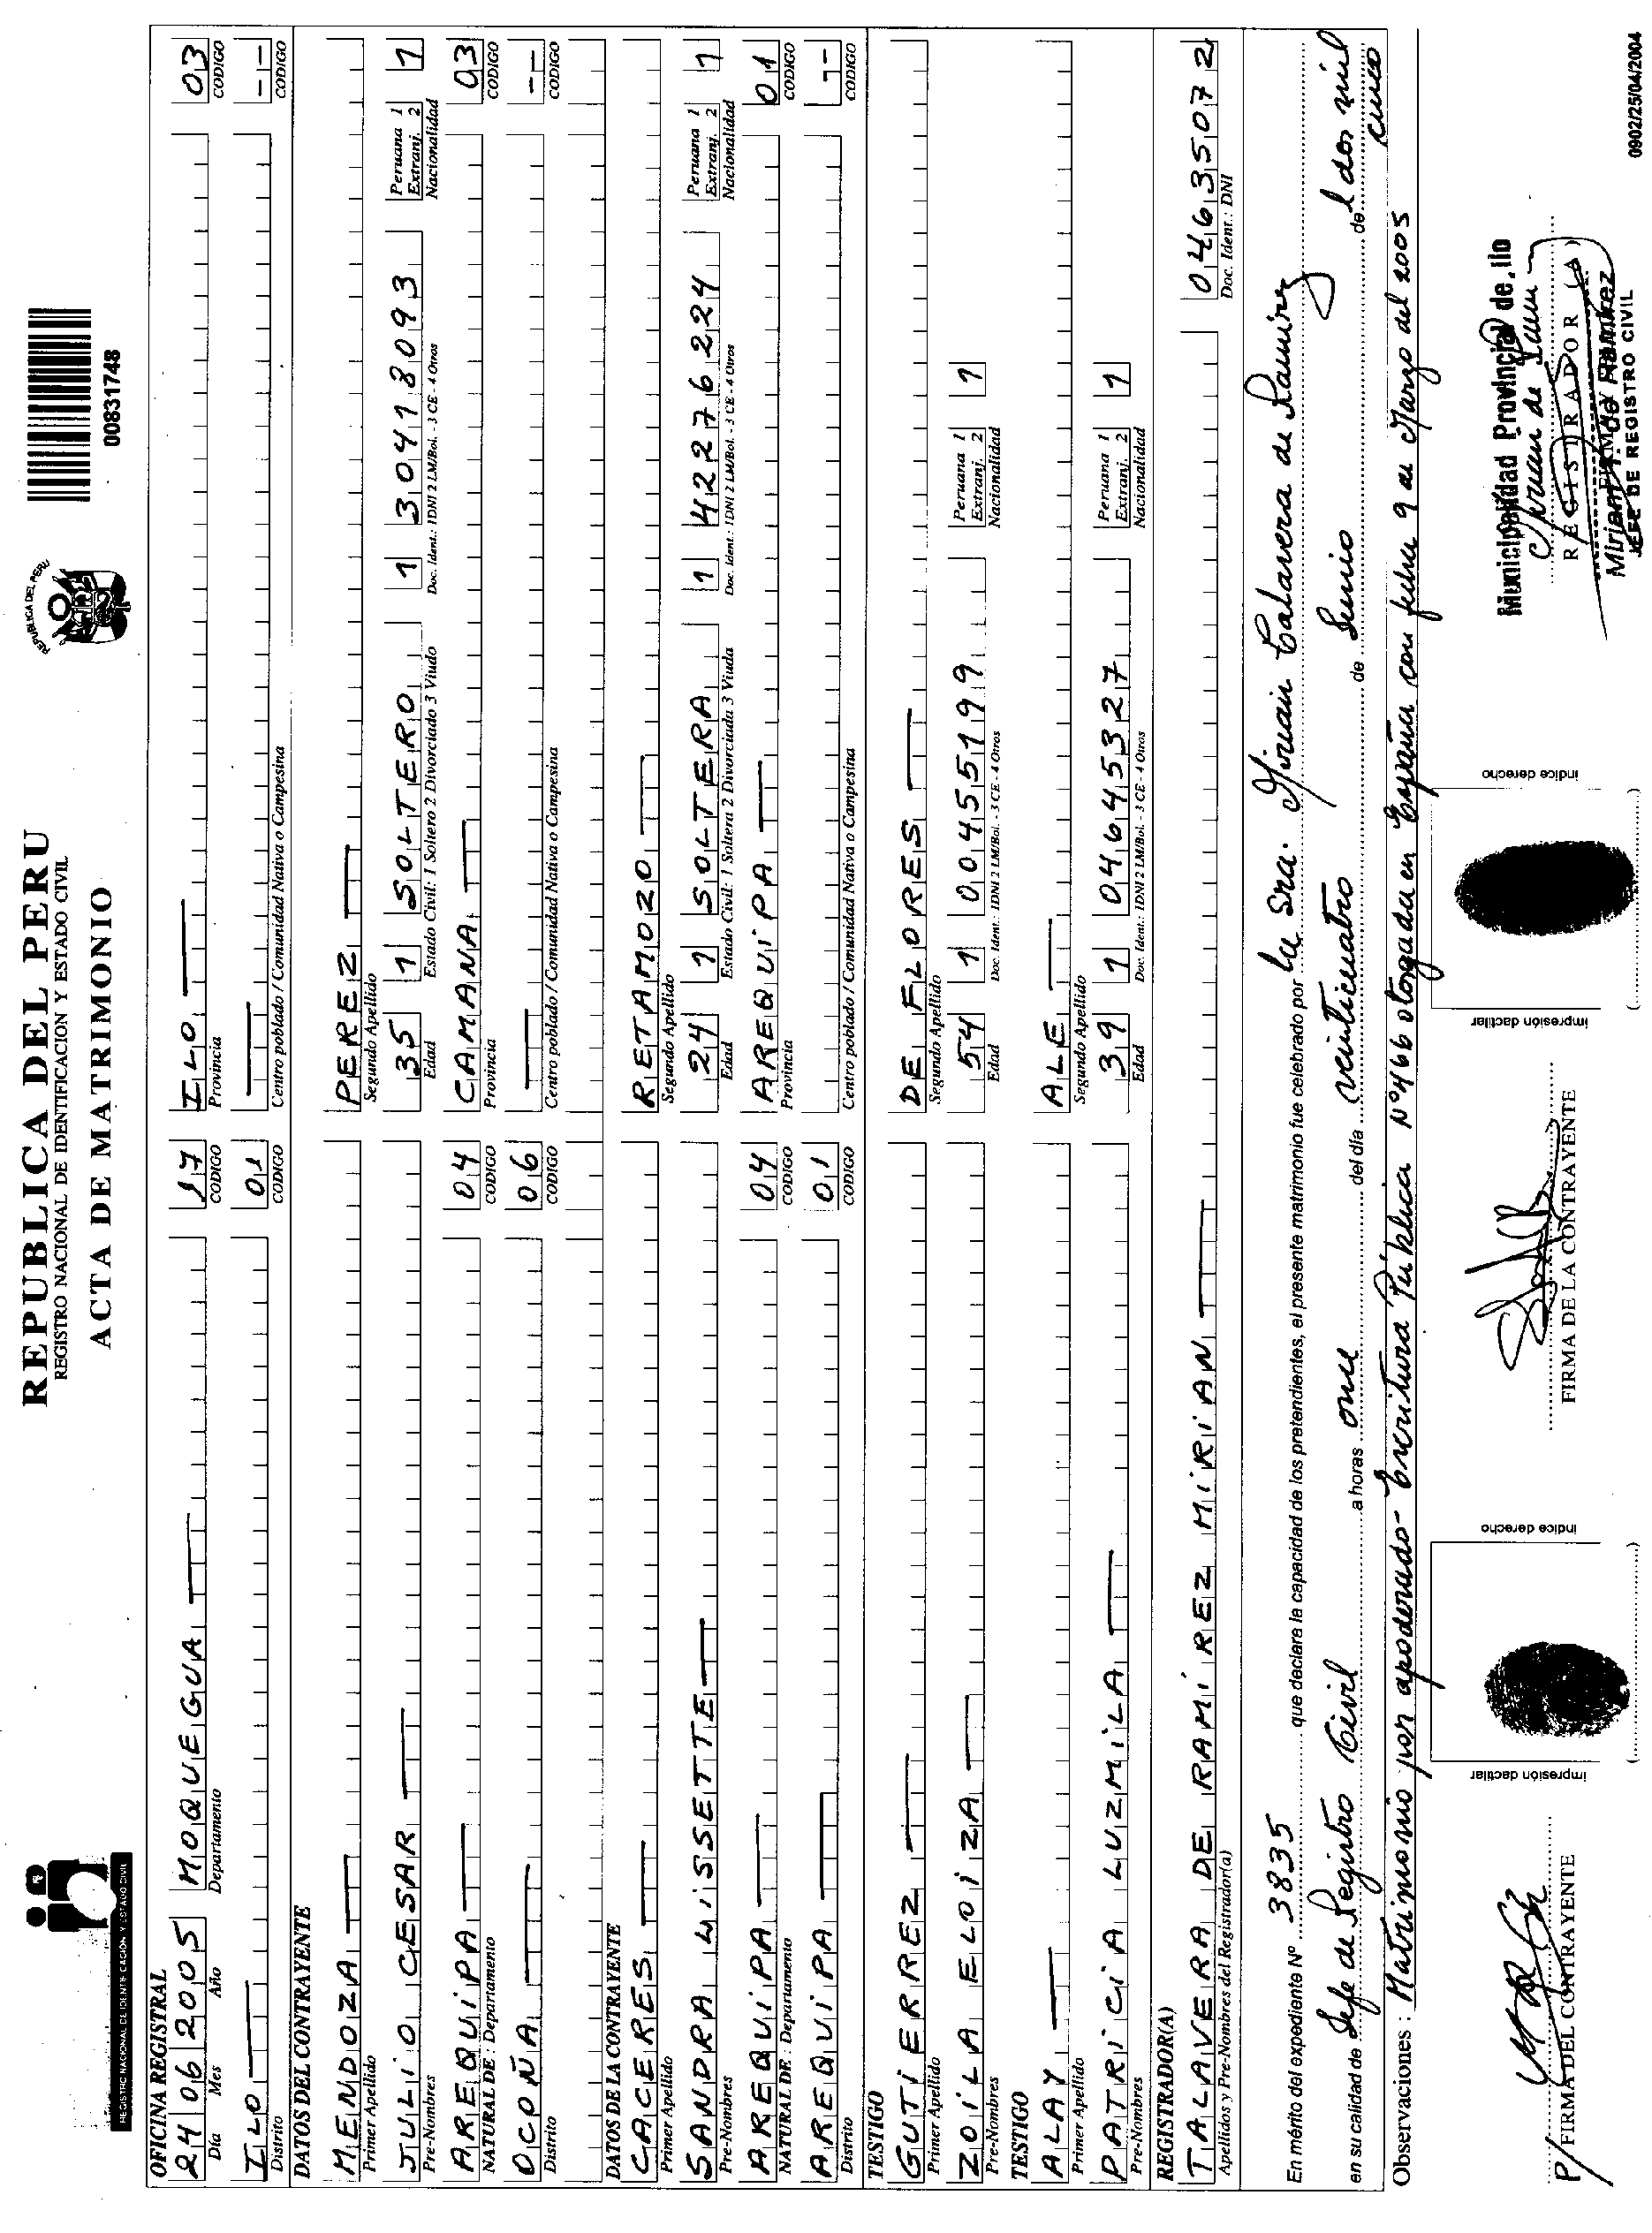 REGISTRO NACIONAL DE IDENTIFICACION Y ESTADO CIVIL
REPUBLICA DEL PERU
REGISTRO NACIONAL DE IDENTIFICACION Y ESTADO CIVIL
ACTA DE MATRIMONIO
REPUBLICA DEL PERU
00831748
OFICINA REGISTRAL
24 06 2005 MOQUEGUA 17 ILO 03
Día Mes Año Departamento CODIGO Provincia CODIGO
ILO 01
Distrito CODIGO Centro poblado / Comunidad Nativa o Campesina CODIGO
DATOS DEL CONTRAYENTE
MENDOZA PEREZ
Primer Apellido Segundo Apellido
JULIO CESAR 35 1 SOLTERO 1 30418093 Peruana 1 Extranj. 2 1
Pre-Nombres Edad Estado Civil: 1 Soltero 2 Divorciado 3 Viudo Doc. Ident.: 1DNI 2 LM/Bol. - 3 CE - 4 Otros Nacionalidad
AREQUIPA 04 CAMANA 03
NATURAL DE : Departamento CODIGO Provincia CODIGO
OCOÑA 06
Distrito CODIGO Centro poblado / Comunidad Nativa o Campesina CODIGO
DATOS DE LA CONTRAYENTE
CACERES RETAMOZO
Primer Apellido Segundo Apellido
SANDRA LISSETTE 24 1 SOLTERA 1 42276224 Peruana 1 Extranj. 2 1
Pre-Nombres Edad Estado Civil: 1 Soltera 2 Divorciada 3 Viuda Doc. Ident.: 1DNI 2 LM/Bol. - 3 CE - 4 Otros Nacionalidad
AREQUIPA 04 AREQUIPA 01
NATURAL DE : Departamento CODIGO Provincia CODIGO
AREQUIPA 01
Distrito CODIGO Centro poblado / Comunidad Nativa o Campesina CODIGO
TESTIGO
GUTIERREZ DE FLORES
Primer Apellido Segundo Apellido
ZOILA ELOIZA 54 1 00455199 Peruana 1 Extranj. 2 1
Pre-Nombres Edad Doc. Ident.: 1DNI 2 LM/Bol. - 3 CE - 4 Otros Nacionalidad
TESTIGO
ALAY ALE
Primer Apellido Segundo Apellido
PATRICIA LUZMILA 39 1 04645327 Peruana 1 Extranj. 2 1
Pre-Nombres Edad Doc. Ident.: 1DNI 2 LM/Bol. - 3 CE - 4 Otros Nacionalidad
REGISTRADOR(A)
TALAVERA DE RAMIREZ MIRIAN 04635072
Apellidos y Pre-Nombres del Registrador(a) Doc. Ident.: DNI
En mérito del expediente Nº 3835 que declara la capacidad de los pretendientes, el presente matrimonio fue celebrado por la Sra. Mirian Talavera de Ramirez
en su calidad de Jefe de Registro Civil a horas once del día veinticuatro de Junio de l dos mil cinco
Observaciones : Matrimonio por apoderado- Escritura Pública Nº 466 otorgada en España con fecha 9 de Marzo del 2005
P/ FIRMA DEL CONTRAYENTE
impresión dactilar
índice derecho
FIRMA DE LA CONTRAYENTE
impresión dactilar
índice derecho
Municipalidad Provincial de Ilo
REGISTRADOR (A)
FIRMA Y
Mirian T. de Ramirez
JEFE DE REGISTRO CIVIL
0902/25/04/2004